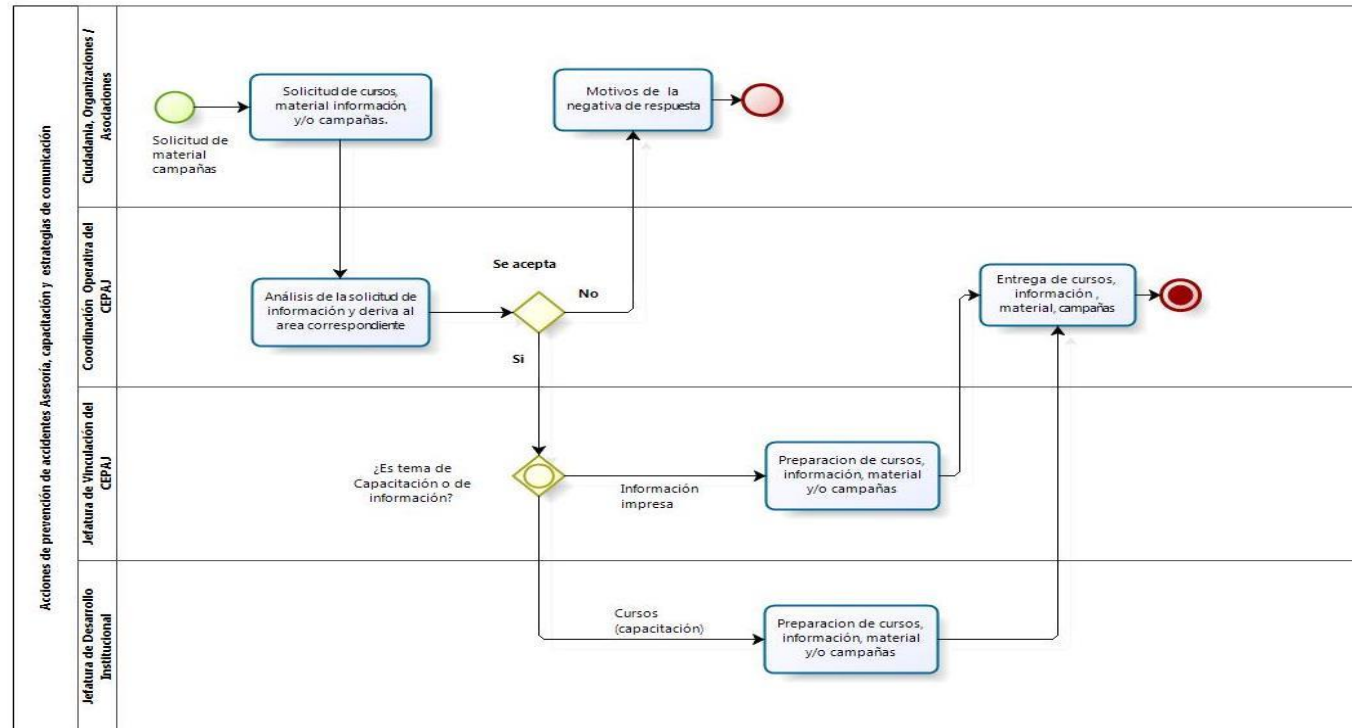 Acciones de prevención de accidentes Asesoría, capacitación y estrategias de comunicación
Ciudadanía, Organizaciones /
Asociaciones
Solicitud de
material
campañas
Solicitud de cursos,
material información,
y/o campañas.
Motivos de la
negativa de respuesta
Coordinación Operativa del
CEPAJ
Análisis de la solicitud de
información y deriva al
area correspondiente
Se acepta
No
Si
Entrega de cursos,
información ,
material, campañas
Jefatura de Vinculación del
CEPAJ
¿Es tema de
Capacitación o de
información?
Información
impresa
Preparacion de cursos,
información, material
y/o campañas
Jefatura de Desarrollo
Institucional
Cursos
(capacitación)
Preparacion de cursos,
información, material
y/o campañas